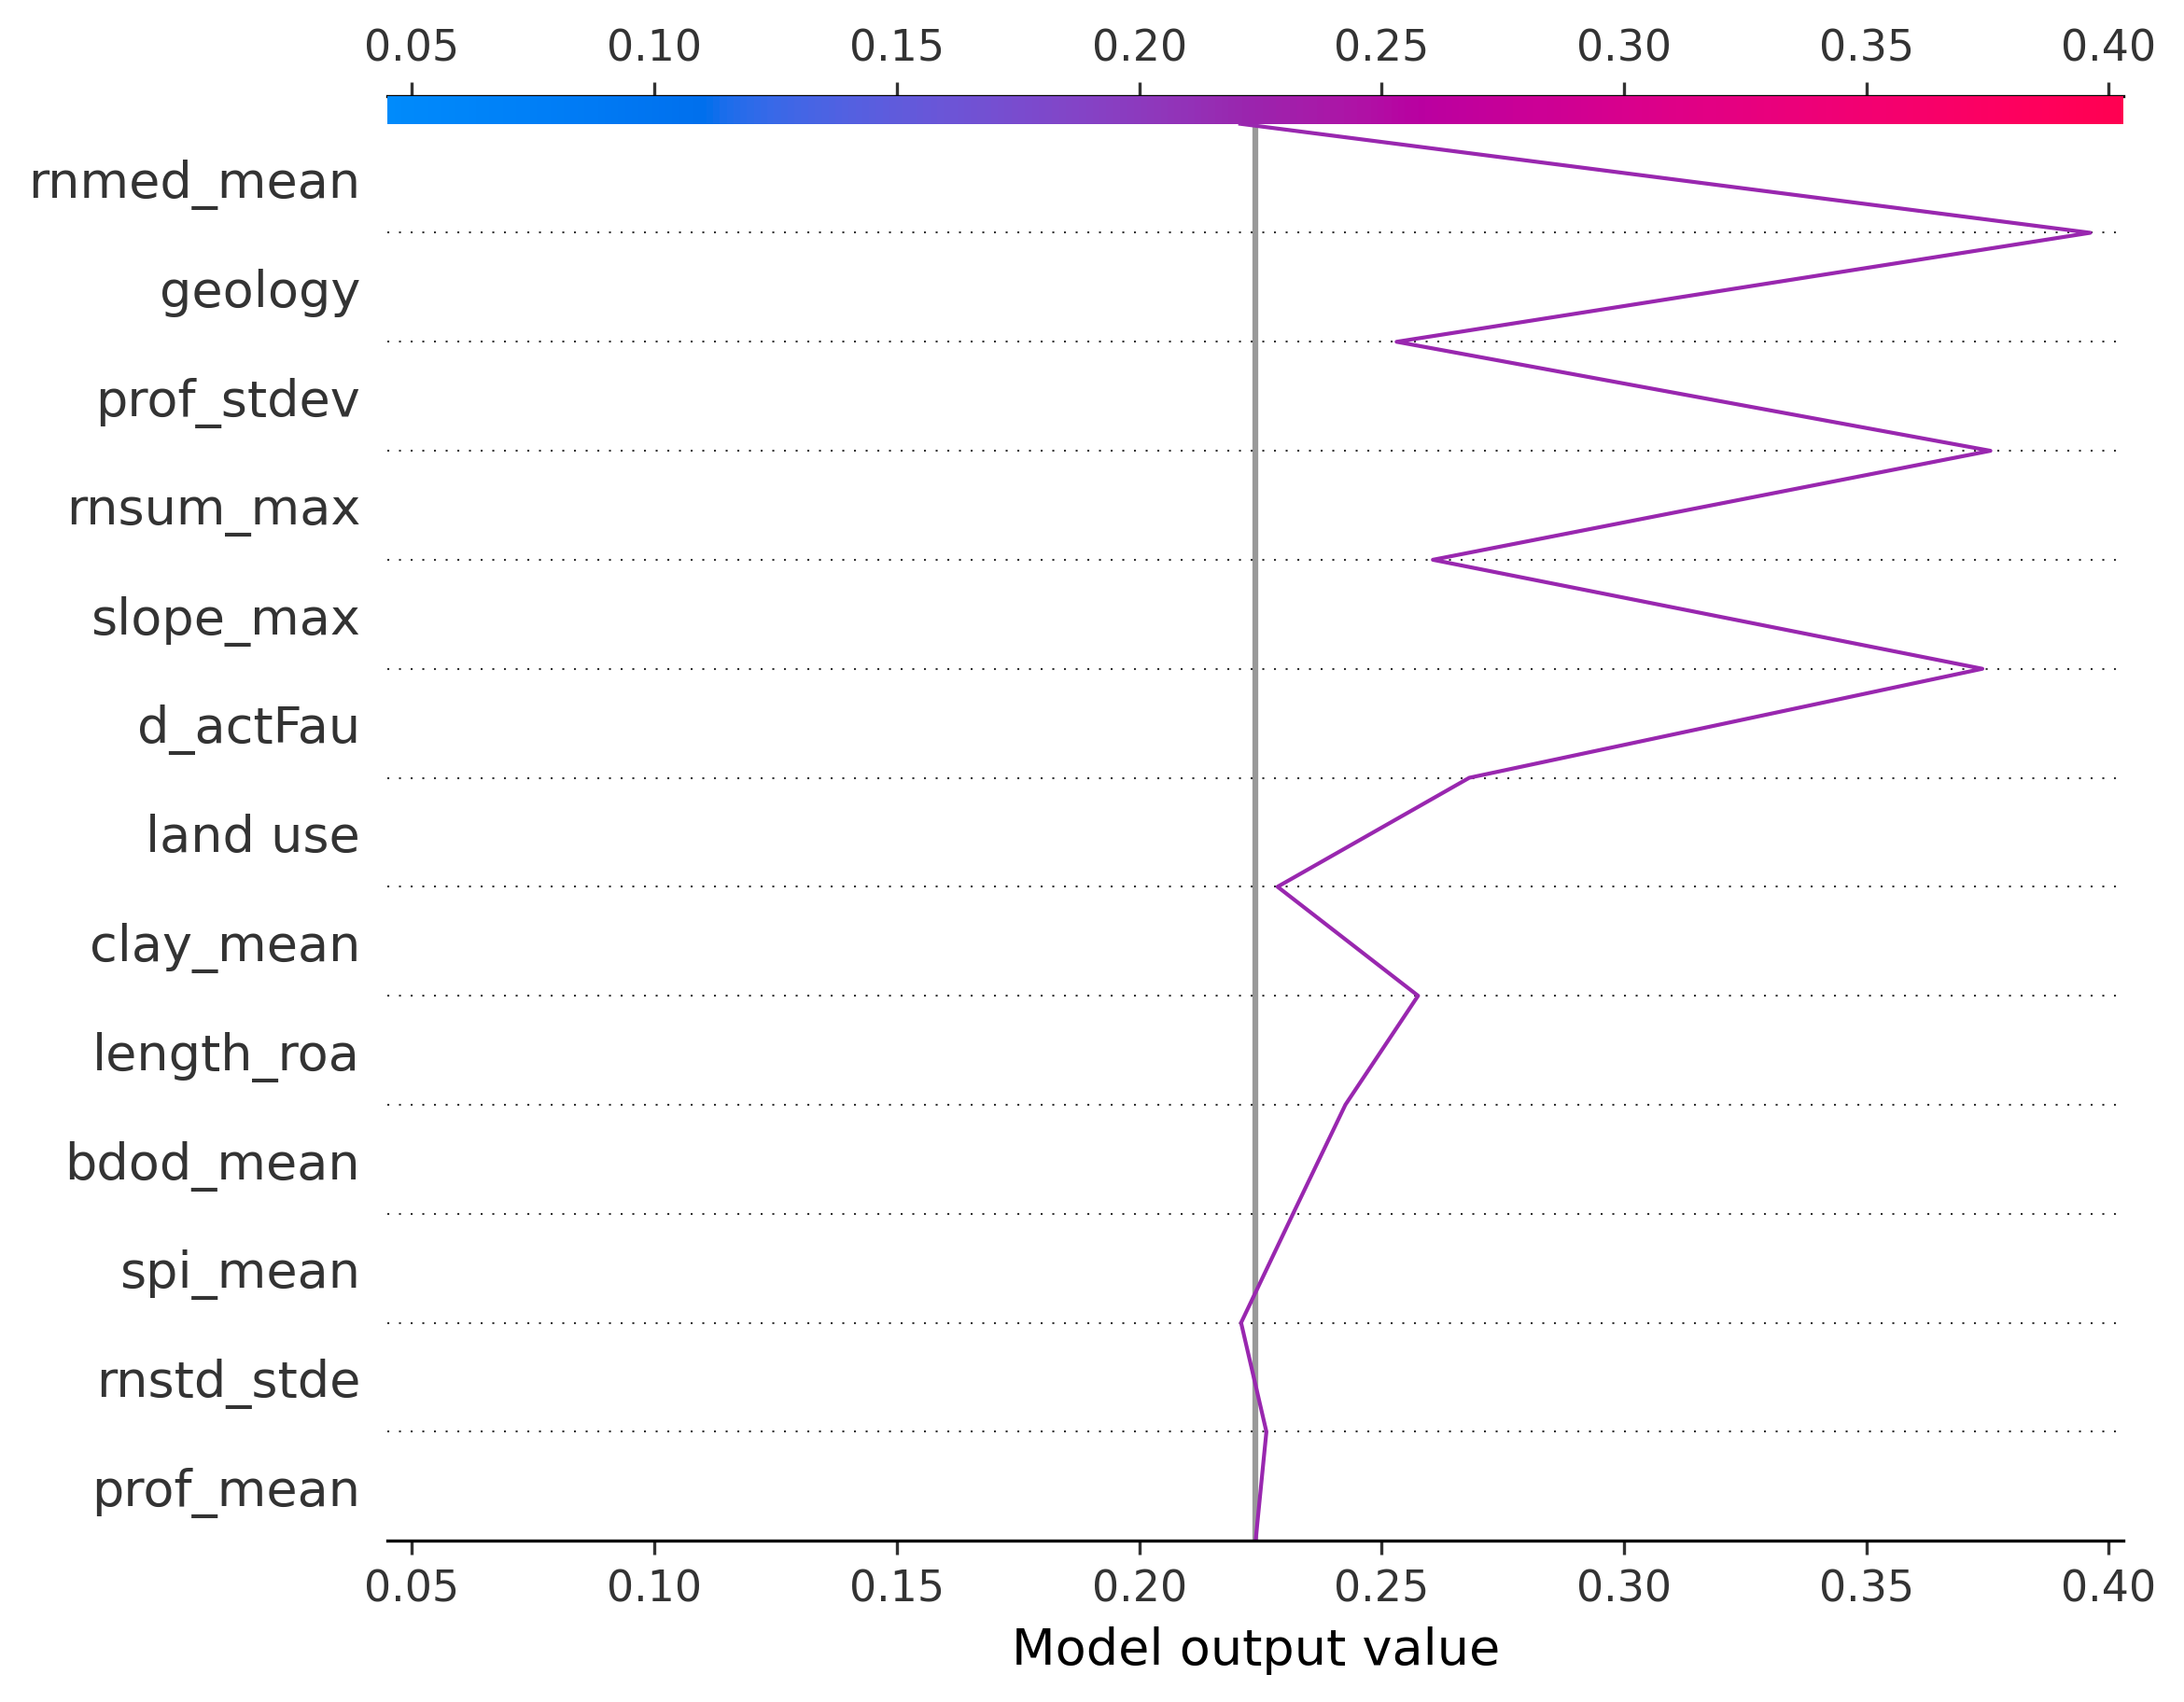 0.05 0.10 0.15 0.20 0.25 0.30 0.35 0.40
rnmed_mean
geology
prof_stdev
rnsum_max
slope_max
d_actFau
land use
clay_mean
length_roa
bdod_mean
spi_mean
rnstd_stde
prof_mean
0.05 0.10 0.15 0.20 0.25 0.30 0.35 0.40
Model output value